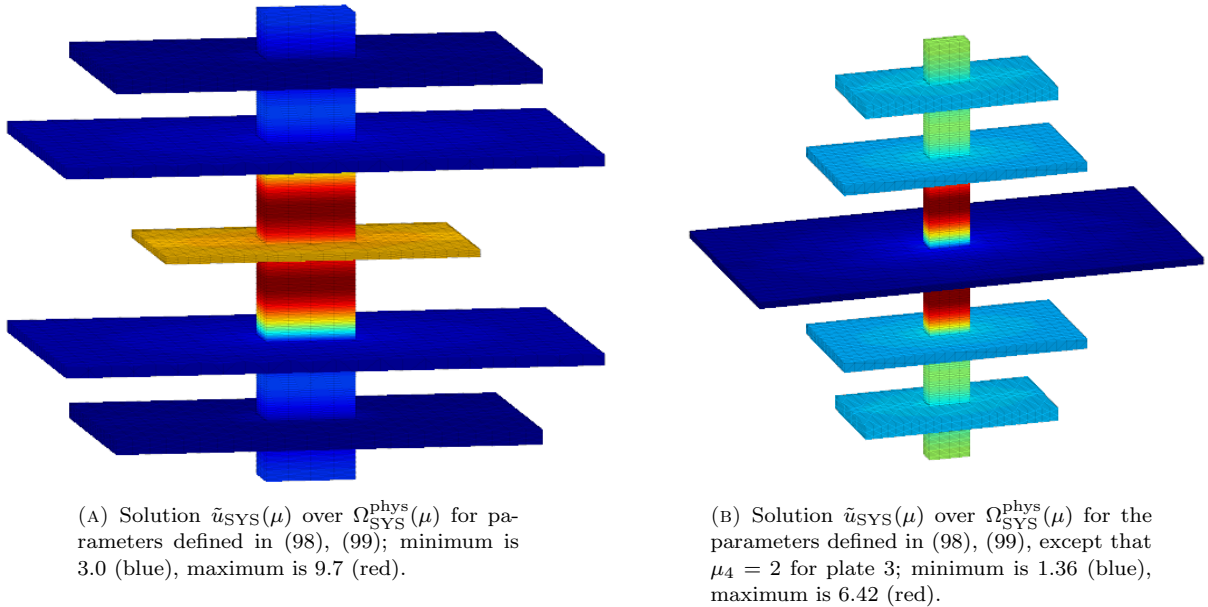 (A) Solution ũ_SYS(μ) over Ω^phys_SYS(μ) for pa-
rameters defined in (98), (99); minimum is
3.0 (blue), maximum is 9.7 (red).
(B) Solution ũ_SYS(μ) over Ω^phys_SYS(μ) for the
parameters defined in (98), (99), except that
μ₄ = 2 for plate 3; minimum is 1.36 (blue),
maximum is 6.42 (red).